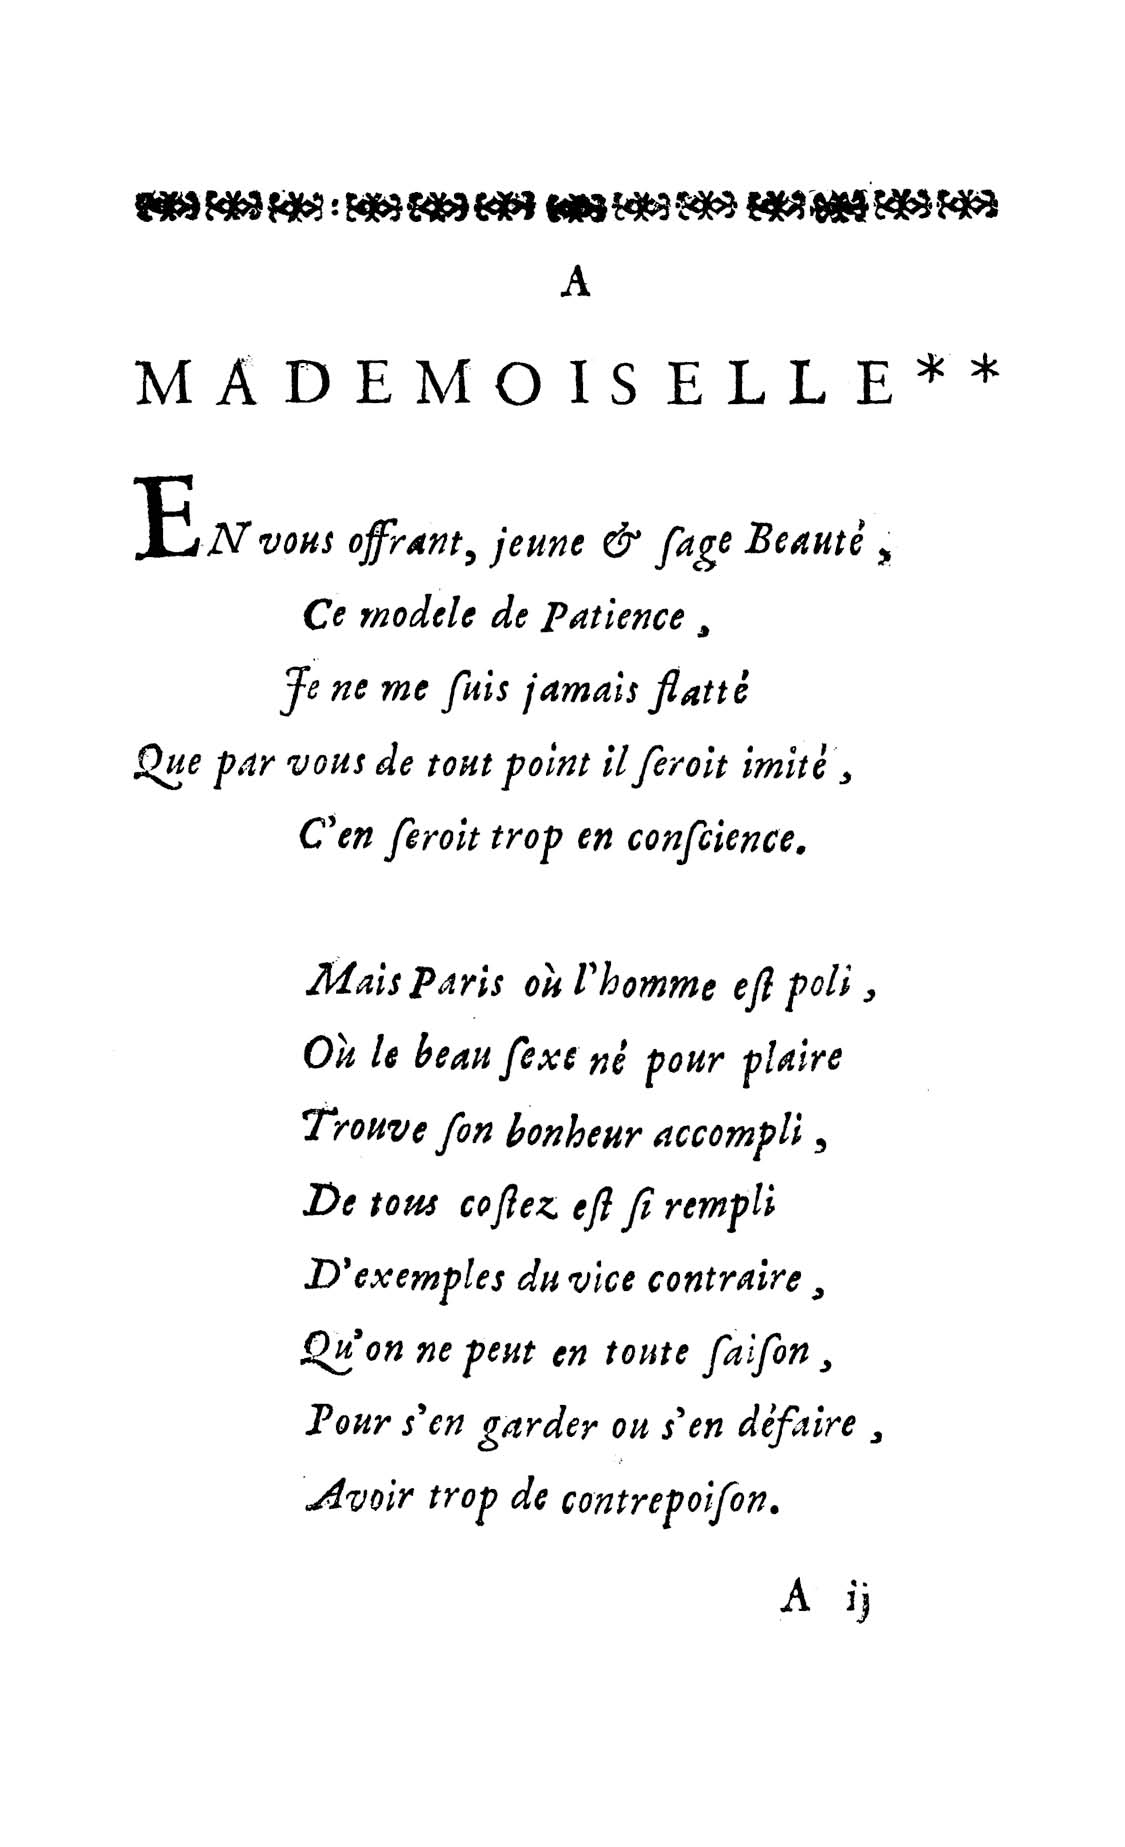 A
MADEMOISELLE**
EN vous offrant, jeune & ſage Beauté,
Ce modele de Patience,
Je ne me ſuis jamais flatté
Que par vous de tout point il ſeroit imité,
C'en ſeroit trop en conſcience.
Mais Paris où l'homme eſt poli,
Où le beau ſexe né pour plaire
Trouve ſon bonheur accompli,
De tous coſtez eſt ſi rempli
D'exemples du vice contraire,
Qu'on ne peut en toute ſaiſon,
Pour s'en garder ou s'en défaire,
Avoir trop de contrepoiſon.
A ij